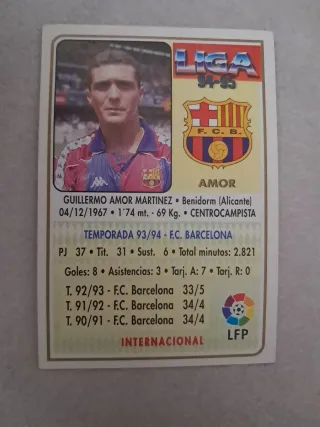 LIGA
94-95
F.C.B.
AMOR
GUILLERMO AMOR MARTINEZ • Benidorm (Alicante)
04/12/1967 • 1'74 mt. - 69 Kg. • CENTROCAMPISTA
TEMPORADA 93/94 - F.C. BARCELONA
PJ 37 • Tit. 31 • Sust. 6 • Total minutos: 2.821
Goles: 8 • Asistencias: 3 • Tarj. A: 7 • Tarj. R: 0
T. 92/93 - F.C. Barcelona 33/5
T. 91/92 - F.C. Barcelona 34/4
T. 90/91 - F.C. Barcelona 34/4
LFP
INTERNACIONAL